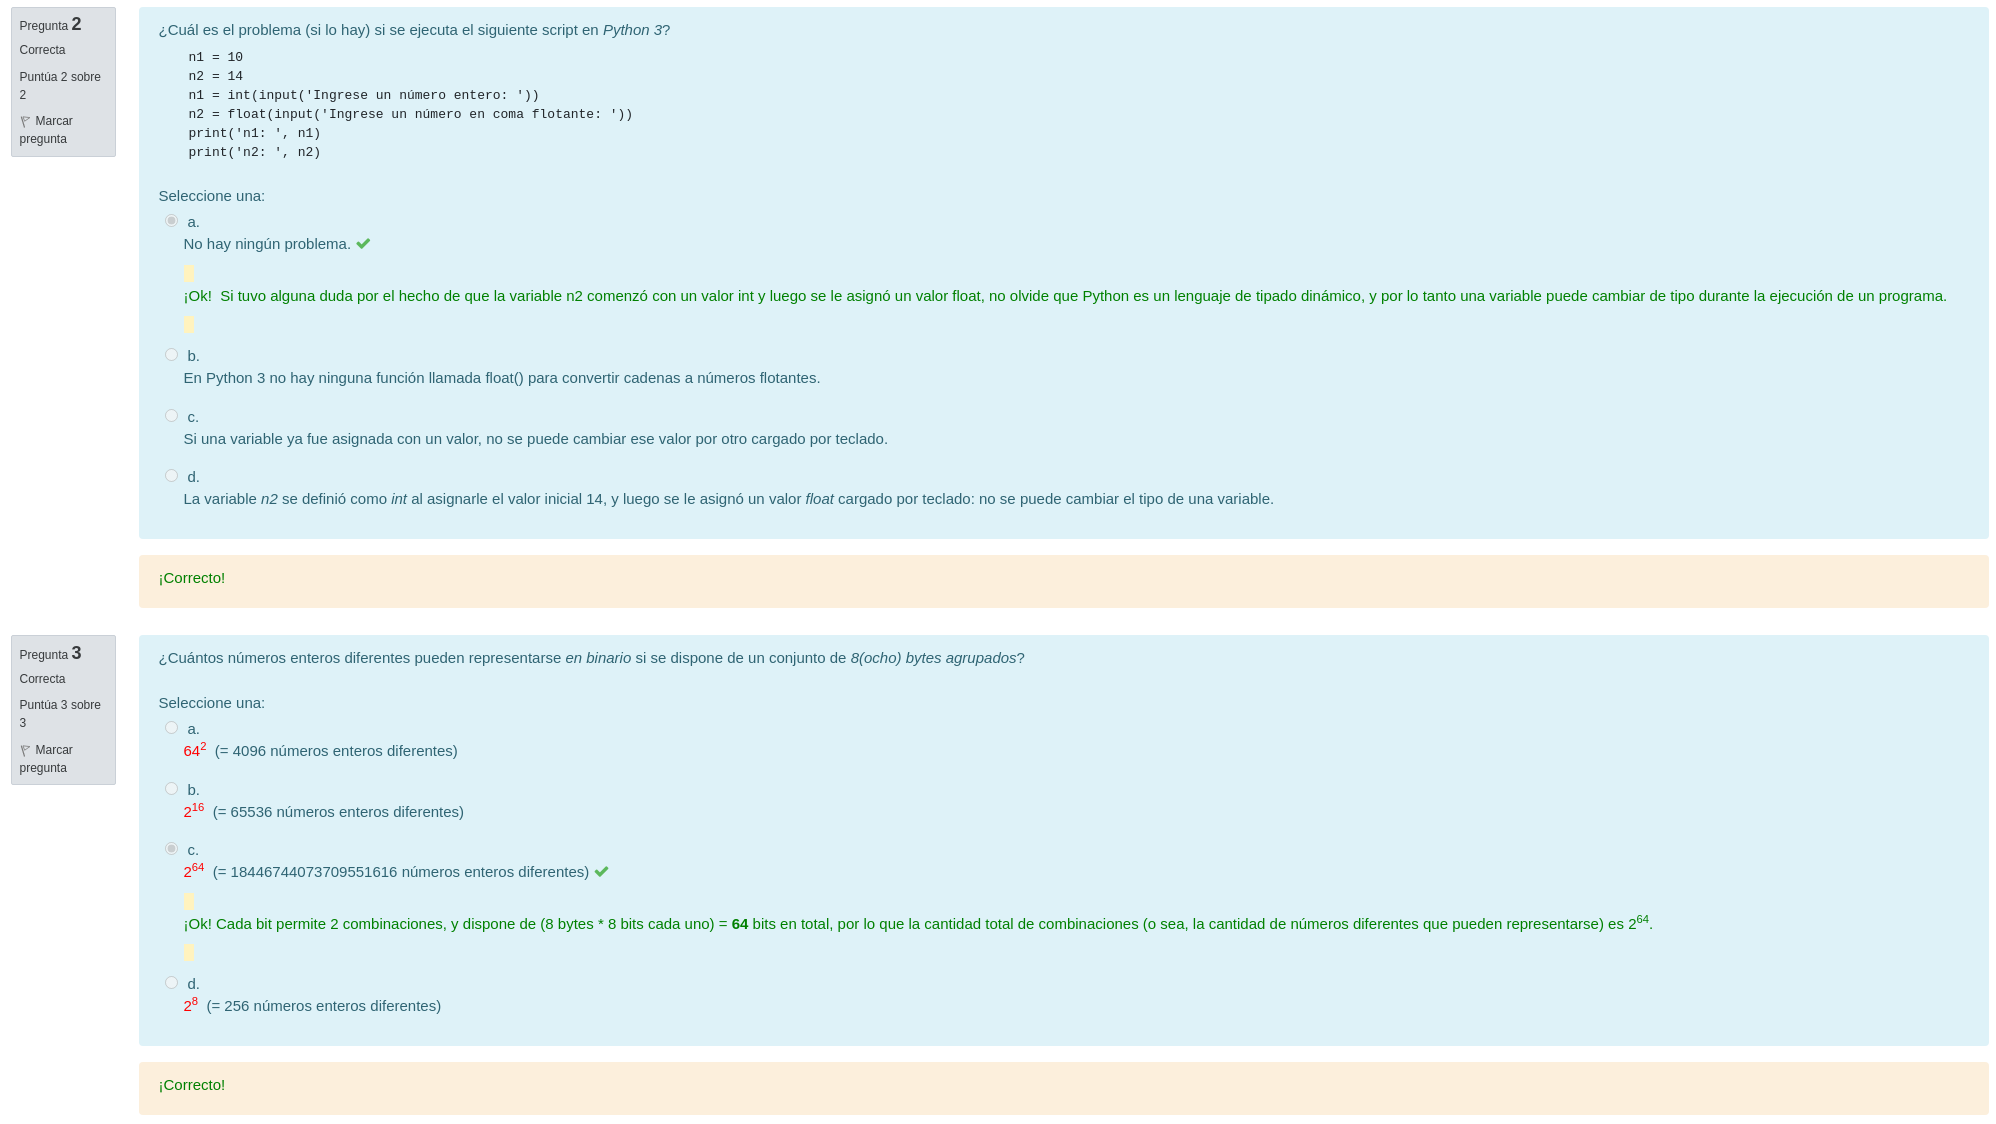 Pregunta 2
Correcta
Puntúa 2 sobre
2
Marcar
pregunta
¿Cuál es el problema (si lo hay) si se ejecuta el siguiente script en Python 3?
n1 = 10
n2 = 14
n1 = int(input('Ingrese un número entero: '))
n2 = float(input('Ingrese un número en coma flotante: '))
print('n1: ', n1)
print('n2: ', n2)
Seleccione una:
a.
No hay ningún problema.
¡Ok!  Si tuvo alguna duda por el hecho de que la variable n2 comenzó con un valor int y luego se le asignó un valor float, no olvide que Python es un lenguaje de tipado dinámico, y por lo tanto una variable puede cambiar de tipo durante la ejecución de un programa.
b.
En Python 3 no hay ninguna función llamada float() para convertir cadenas a números flotantes.
c.
Si una variable ya fue asignada con un valor, no se puede cambiar ese valor por otro cargado por teclado.
d.
La variable n2 se definió como int al asignarle el valor inicial 14, y luego se le asignó un valor float cargado por teclado: no se puede cambiar el tipo de una variable.
¡Correcto!
Pregunta 3
Correcta
Puntúa 3 sobre
3
Marcar
pregunta
¿Cuántos números enteros diferentes pueden representarse en binario si se dispone de un conjunto de 8(ocho) bytes agrupados?
Seleccione una:
a.
64²  (= 4096 números enteros diferentes)
b.
2¹⁶  (= 65536 números enteros diferentes)
c.
2⁶⁴  (= 18446744073709551616 números enteros diferentes)
¡Ok! Cada bit permite 2 combinaciones, y dispone de (8 bytes * 8 bits cada uno) = 64 bits en total, por lo que la cantidad total de combinaciones (o sea, la cantidad de números diferentes que pueden representarse) es 2⁶⁴.
d.
2⁸  (= 256 números enteros diferentes)
¡Correcto!